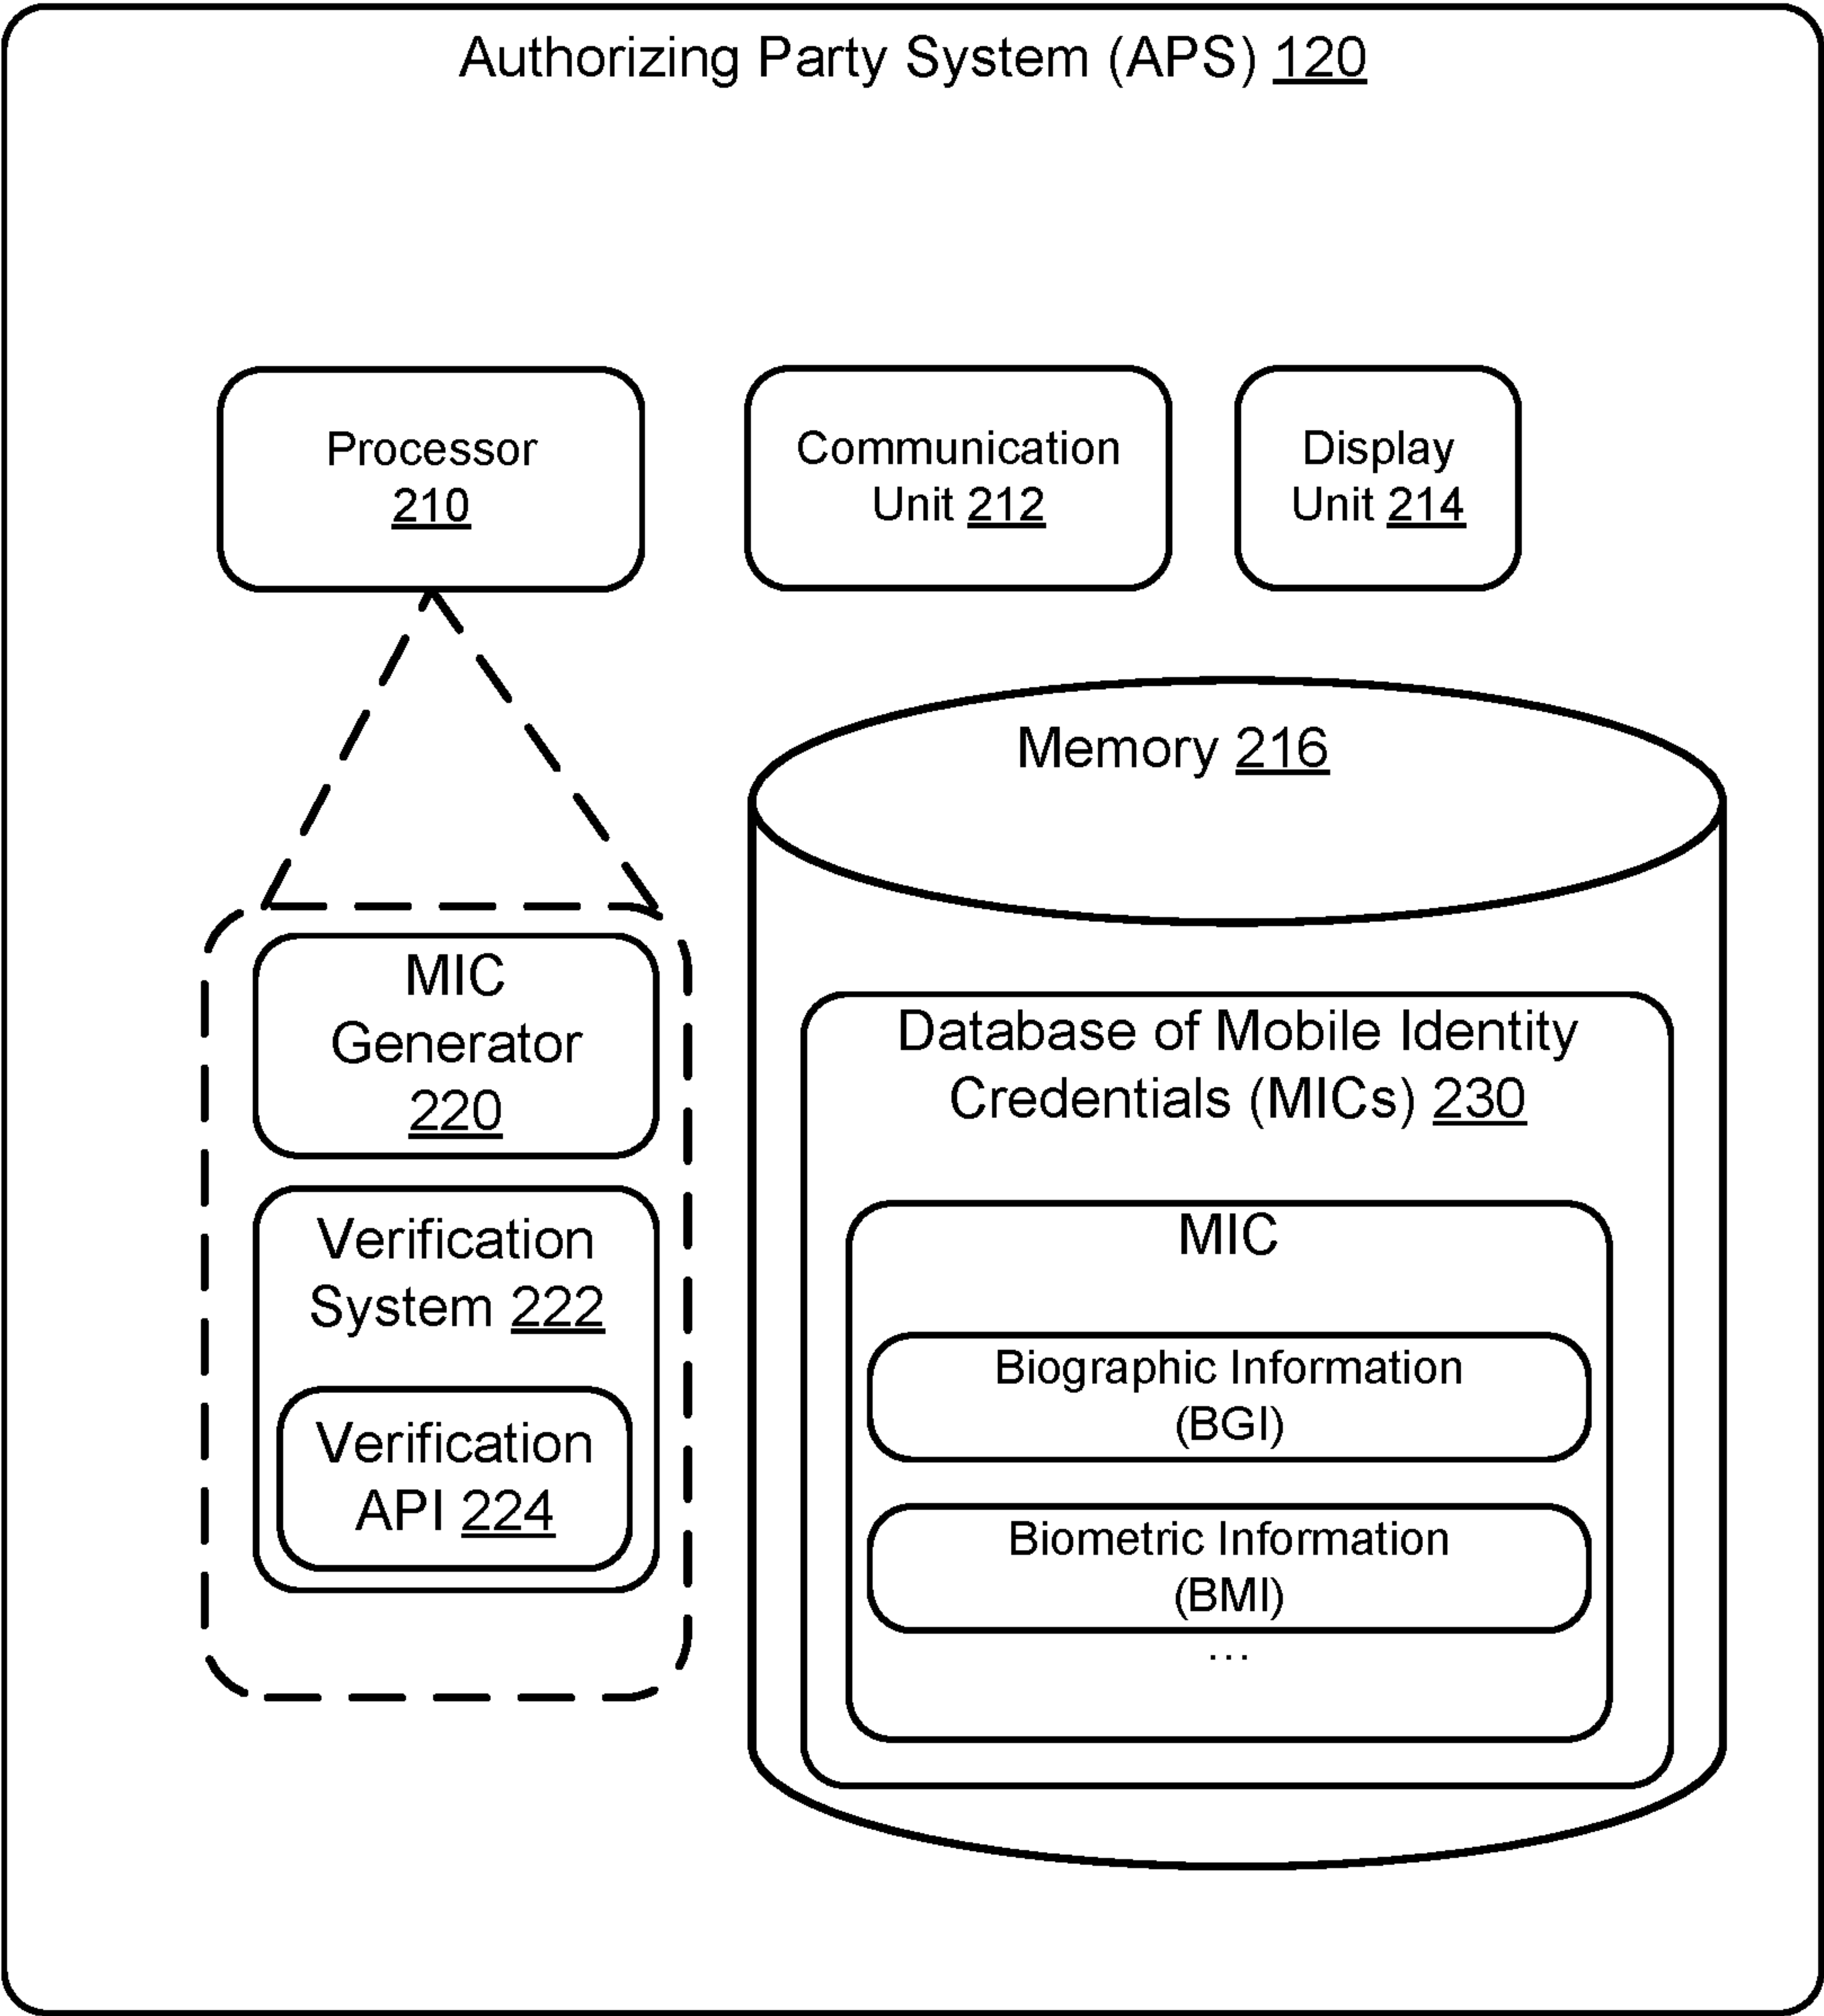 Authorizing Party System (APS) 120
Processor
210
Communication
Unit 212
Display
Unit 214
Memory 216
MIC
Generator
220
Verification
System 222
Verification
API 224
Database of Mobile Identity
Credentials (MICs) 230
MIC
Biographic Information
(BGI)
Biometric Information
(BMI)
...